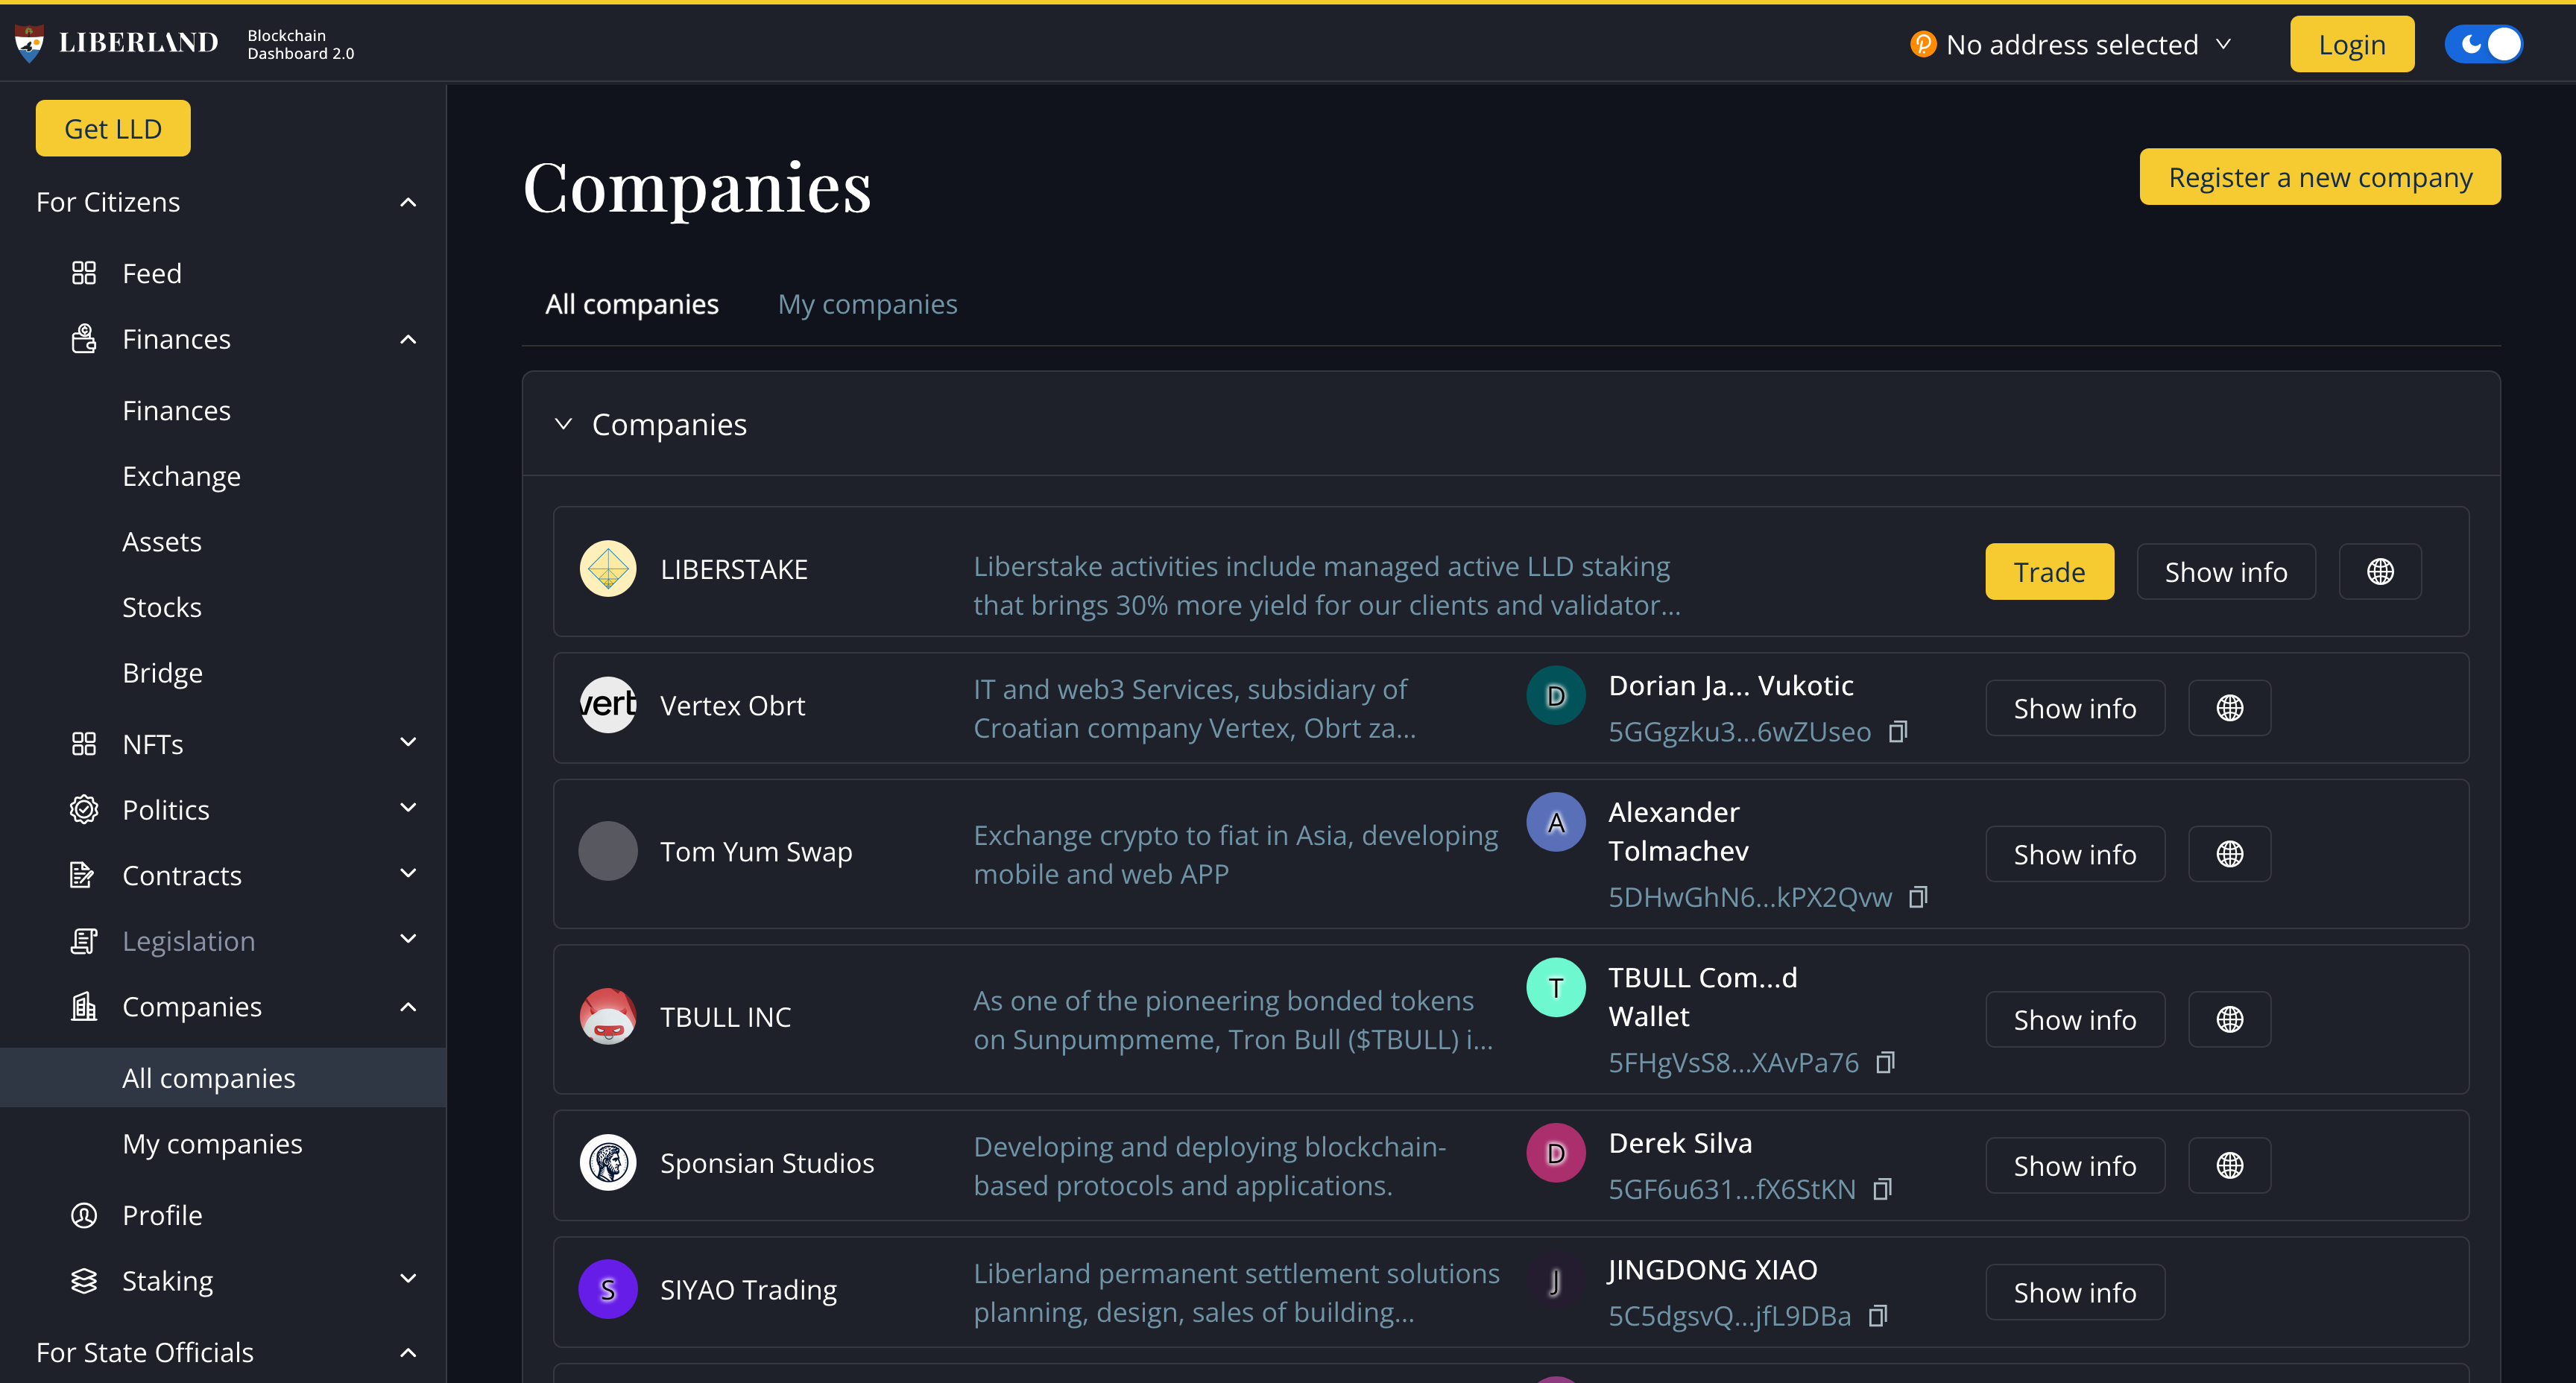 LIBERLAND
Blockchain
Dashboard 2.0
No address selected
Login
Get LLD
For Citizens
Feed
Finances
Finances
Exchange
Assets
Stocks
Bridge
NFTs
Politics
Contracts
Legislation
Companies
All companies
My companies
Profile
Staking
For State Officials
Companies
Register a new company
All companies
My companies
Companies
LIBERSTAKE
Liberstake activities include managed active LLD staking
that brings 30% more yield for our clients and validator...
Trade
Show info
vert
Vertex Obrt
IT and web3 Services, subsidiary of
Croatian company Vertex, Obrt za...
D
Dorian Ja... Vukotic
5GGgzku3...6wZUseo
Show info
Tom Yum Swap
Exchange crypto to fiat in Asia, developing
mobile and web APP
A
Alexander
Tolmachev
5DHwGhN6...kPX2Qvw
Show info
TBULL INC
As one of the pioneering bonded tokens
on Sunpumpmeme, Tron Bull ($TBULL) i...
T
TBULL Com...d
Wallet
5FHgVsS8...XAvPa76
Show info
Sponsian Studios
Developing and deploying blockchain-
based protocols and applications.
D
Derek Silva
5GF6u631...fX6StKN
Show info
S
SIYAO Trading
Liberland permanent settlement solutions
planning, design, sales of building...
J
JINGDONG XIAO
5C5dgsvQ...jfL9DBa
Show info